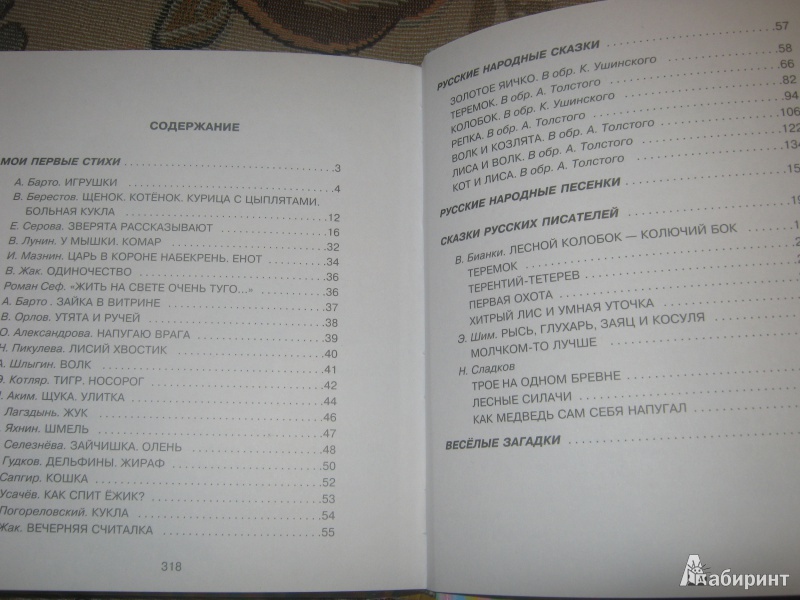 СОДЕРЖАНИЕ
МОИ ПЕРВЫЕ СТИХИ ..... 3
А. Барто. ИГРУШКИ ..... 4
В. Берестов. ЩЕНОК. КОТЁНОК. КУРИЦА С ЦЫПЛЯТАМИ.
БОЛЬНАЯ КУКЛА ..... 12
Е. Серова. ЗВЕРЯТА РАССКАЗЫВАЮТ ..... 16
В. Лунин. У МЫШКИ. КОМАР ..... 32
И. Мазнин. ЦАРЬ В КОРОНЕ НАБЕКРЕНЬ. ЕНОТ ..... 34
В. Жак. ОДИНОЧЕСТВО ..... 36
Роман Сеф. «ЖИТЬ НА СВЕТЕ ОЧЕНЬ ТУГО...» ..... 36
А. Барто . ЗАЙКА В ВИТРИНЕ ..... 37
В. Орлов. УТЯТА И РУЧЕЙ ..... 38
О. Александрова. НАПУГАЮ ВРАГА ..... 39
Н. Пикулева. ЛИСИЙ ХВОСТИК ..... 40
А. Шлыгин. ВОЛК ..... 41
Э. Котляр. ТИГР. НОСОРОГ ..... 42
Аким. ЩУКА. УЛИТКА ..... 44
Лагздынь. ЖУК ..... 46
Яхнин. ШМЕЛЬ ..... 47
Селезнёва. ЗАЙЧИШКА. ОЛЕНЬ ..... 48
Гудков. ДЕЛЬФИНЫ. ЖИРАФ ..... 50
Сапгир. КОШКА ..... 52
Усачёв. КАК СПИТ ЁЖИК? ..... 53
Погореловский. КУКЛА ..... 54
Жак. ВЕЧЕРНЯЯ СЧИТАЛКА ..... 55
318
РУССКИЕ НАРОДНЫЕ СКАЗКИ ..... 57
ЗОЛОТОЕ ЯИЧКО. В обр. К. Ушинского ..... 58
ТЕРЕМОК. В обр. А. Толстого ..... 66
КОЛОБОК. В обр. К. Ушинского ..... 82
РЕПКА. В обр. А. Толстого ..... 94
ВОЛК И КОЗЛЯТА. В обр. А. Толстого ..... 106
ЛИСА И ВОЛК. В обр. А. Толстого ..... 122
КОТ И ЛИСА. В обр. А. Толстого ..... 134
РУССКИЕ НАРОДНЫЕ ПЕСЕНКИ ..... 15
СКАЗКИ РУССКИХ ПИСАТЕЛЕЙ ..... 19
В. Бианки. ЛЕСНОЙ КОЛОБОК — КОЛЮЧИЙ БОК
ТЕРЕМОК
ТЕРЕНТИЙ-ТЕТЕРЕВ
ПЕРВАЯ ОХОТА
ХИТРЫЙ ЛИС И УМНАЯ УТОЧКА
Э. Шим. РЫСЬ, ГЛУХАРЬ, ЗАЯЦ И КОСУЛЯ
МОЛЧКОМ-ТО ЛУЧШЕ
Н. Сладков
ТРОЕ НА ОДНОМ БРЕВНЕ
ЛЕСНЫЕ СИЛАЧИ
КАК МЕДВЕДЬ САМ СЕБЯ НАПУГАЛ
ВЕСЁЛЫЕ ЗАГАДКИ
Лабиринт